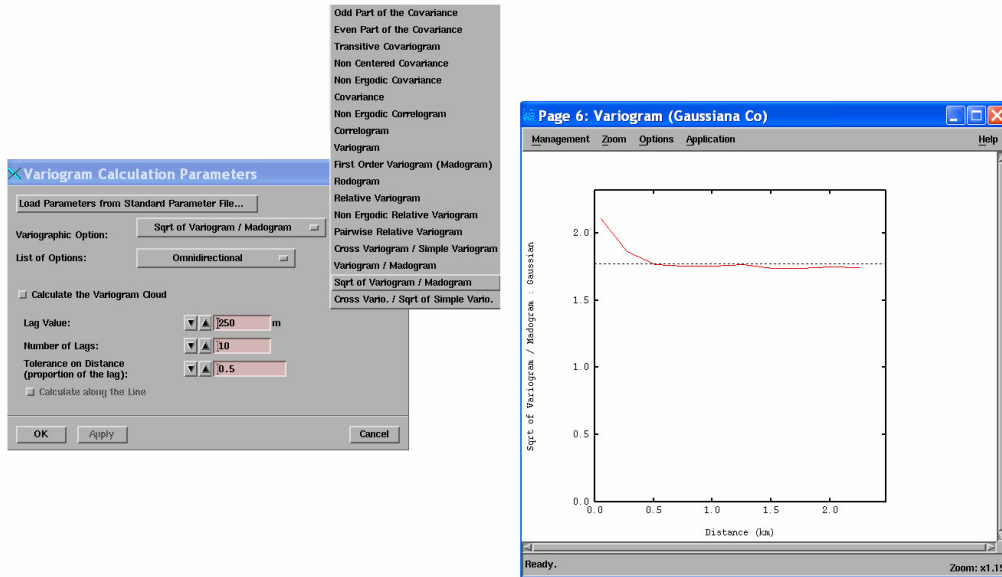 Odd Part of the Covariance
Even Part of the Covariance
Transitive Covariogram
Non Centered Covariance
Non Ergodic Covariance
Covariance
Non Ergodic Correlogram
Correlogram
Variogram
First Order Variogram (Madogram)
Rodogram
Relative Variogram
Non Ergodic Relative Variogram
Pairwise Relative Variogram
Cross Variogram / Simple Variogram
Variogram / Madogram
Sqrt of Variogram / Madogram
Cross Vario. / Sqrt of Simple Vario.
Variogram Calculation Parameters
Load Parameters from Standard Parameter File...
Variographic Option: Sqrt of Variogram / Madogram
List of Options: Omnidirectional
Calculate the Variogram Cloud
Lag Value: 250 m
Number of Lags: 10
Tolerance on Distance
(proportion of the lag): 0.5
Calculate along the Line
OK Apply Cancel
Page 6: Variogram (Gaussiana Co)
Management Zoom Options Application Help
Sqrt of Variogram / Madogram : Gaussian
2.0
1.5
1.0
0.5
0.0
0.0 0.5 1.0 1.5 2.0
Distance (km)
Ready.
Zoom: x1.19